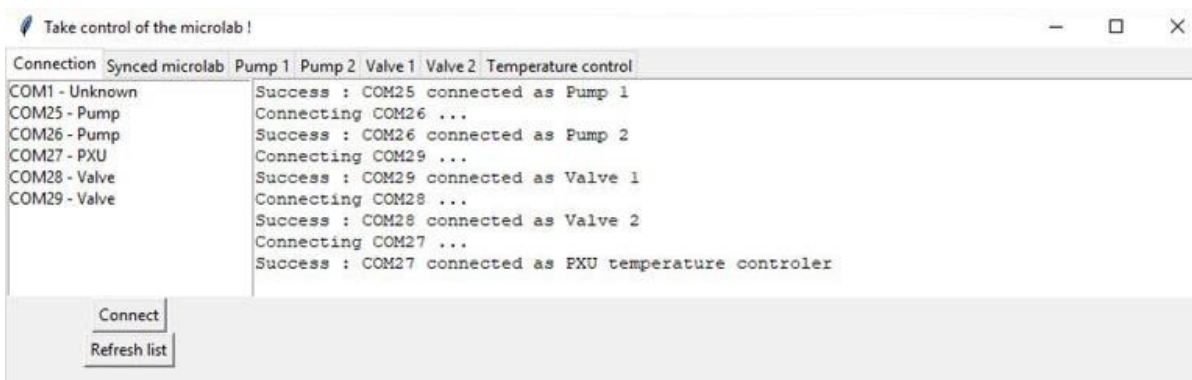 Take control of the microlab !
Connection Synced microlab Pump 1 Pump 2 Valve 1 Valve 2 Temperature control
COM1 - Unknown
COM25 - Pump
COM26 - Pump
COM27 - PXU
COM28 - Valve
COM29 - Valve
Success : COM25 connected as Pump 1
Connecting COM26 ...
Success : COM26 connected as Pump 2
Connecting COM29 ...
Success : COM29 connected as Valve 1
Connecting COM28 ...
Success : COM28 connected as Valve 2
Connecting COM27 ...
Success : COM27 connected as PXU temperature controler
Connect
Refresh list